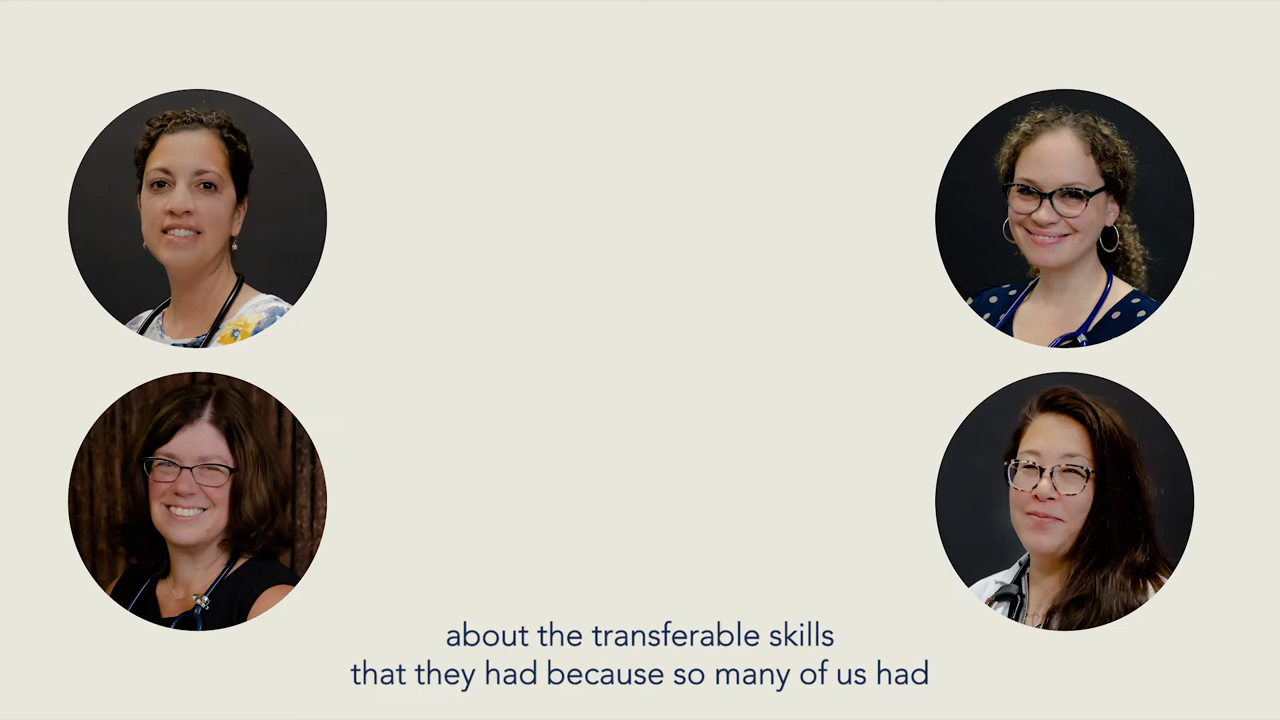 about the transferable skills
that they had because so many of us had